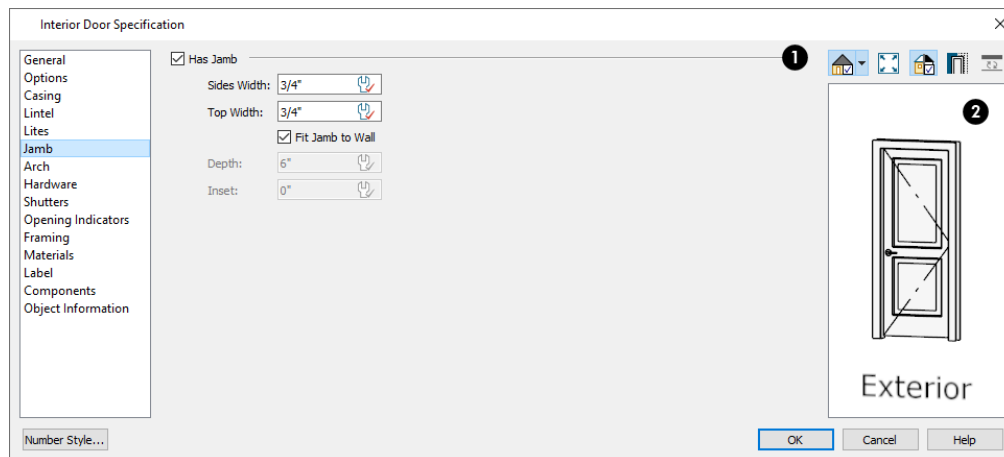 Interior Door Specification
General
Options
Casing
Lintel
Lites
Jamb
Arch
Hardware
Shutters
Opening Indicators
Framing
Materials
Label
Components
Object Information
Has Jamb
Sides Width: 3/4"
Top Width: 3/4"
Fit Jamb to Wall
Depth: 6"
Inset: 0"
1
2
Exterior
Number Style...
OK
Cancel
Help